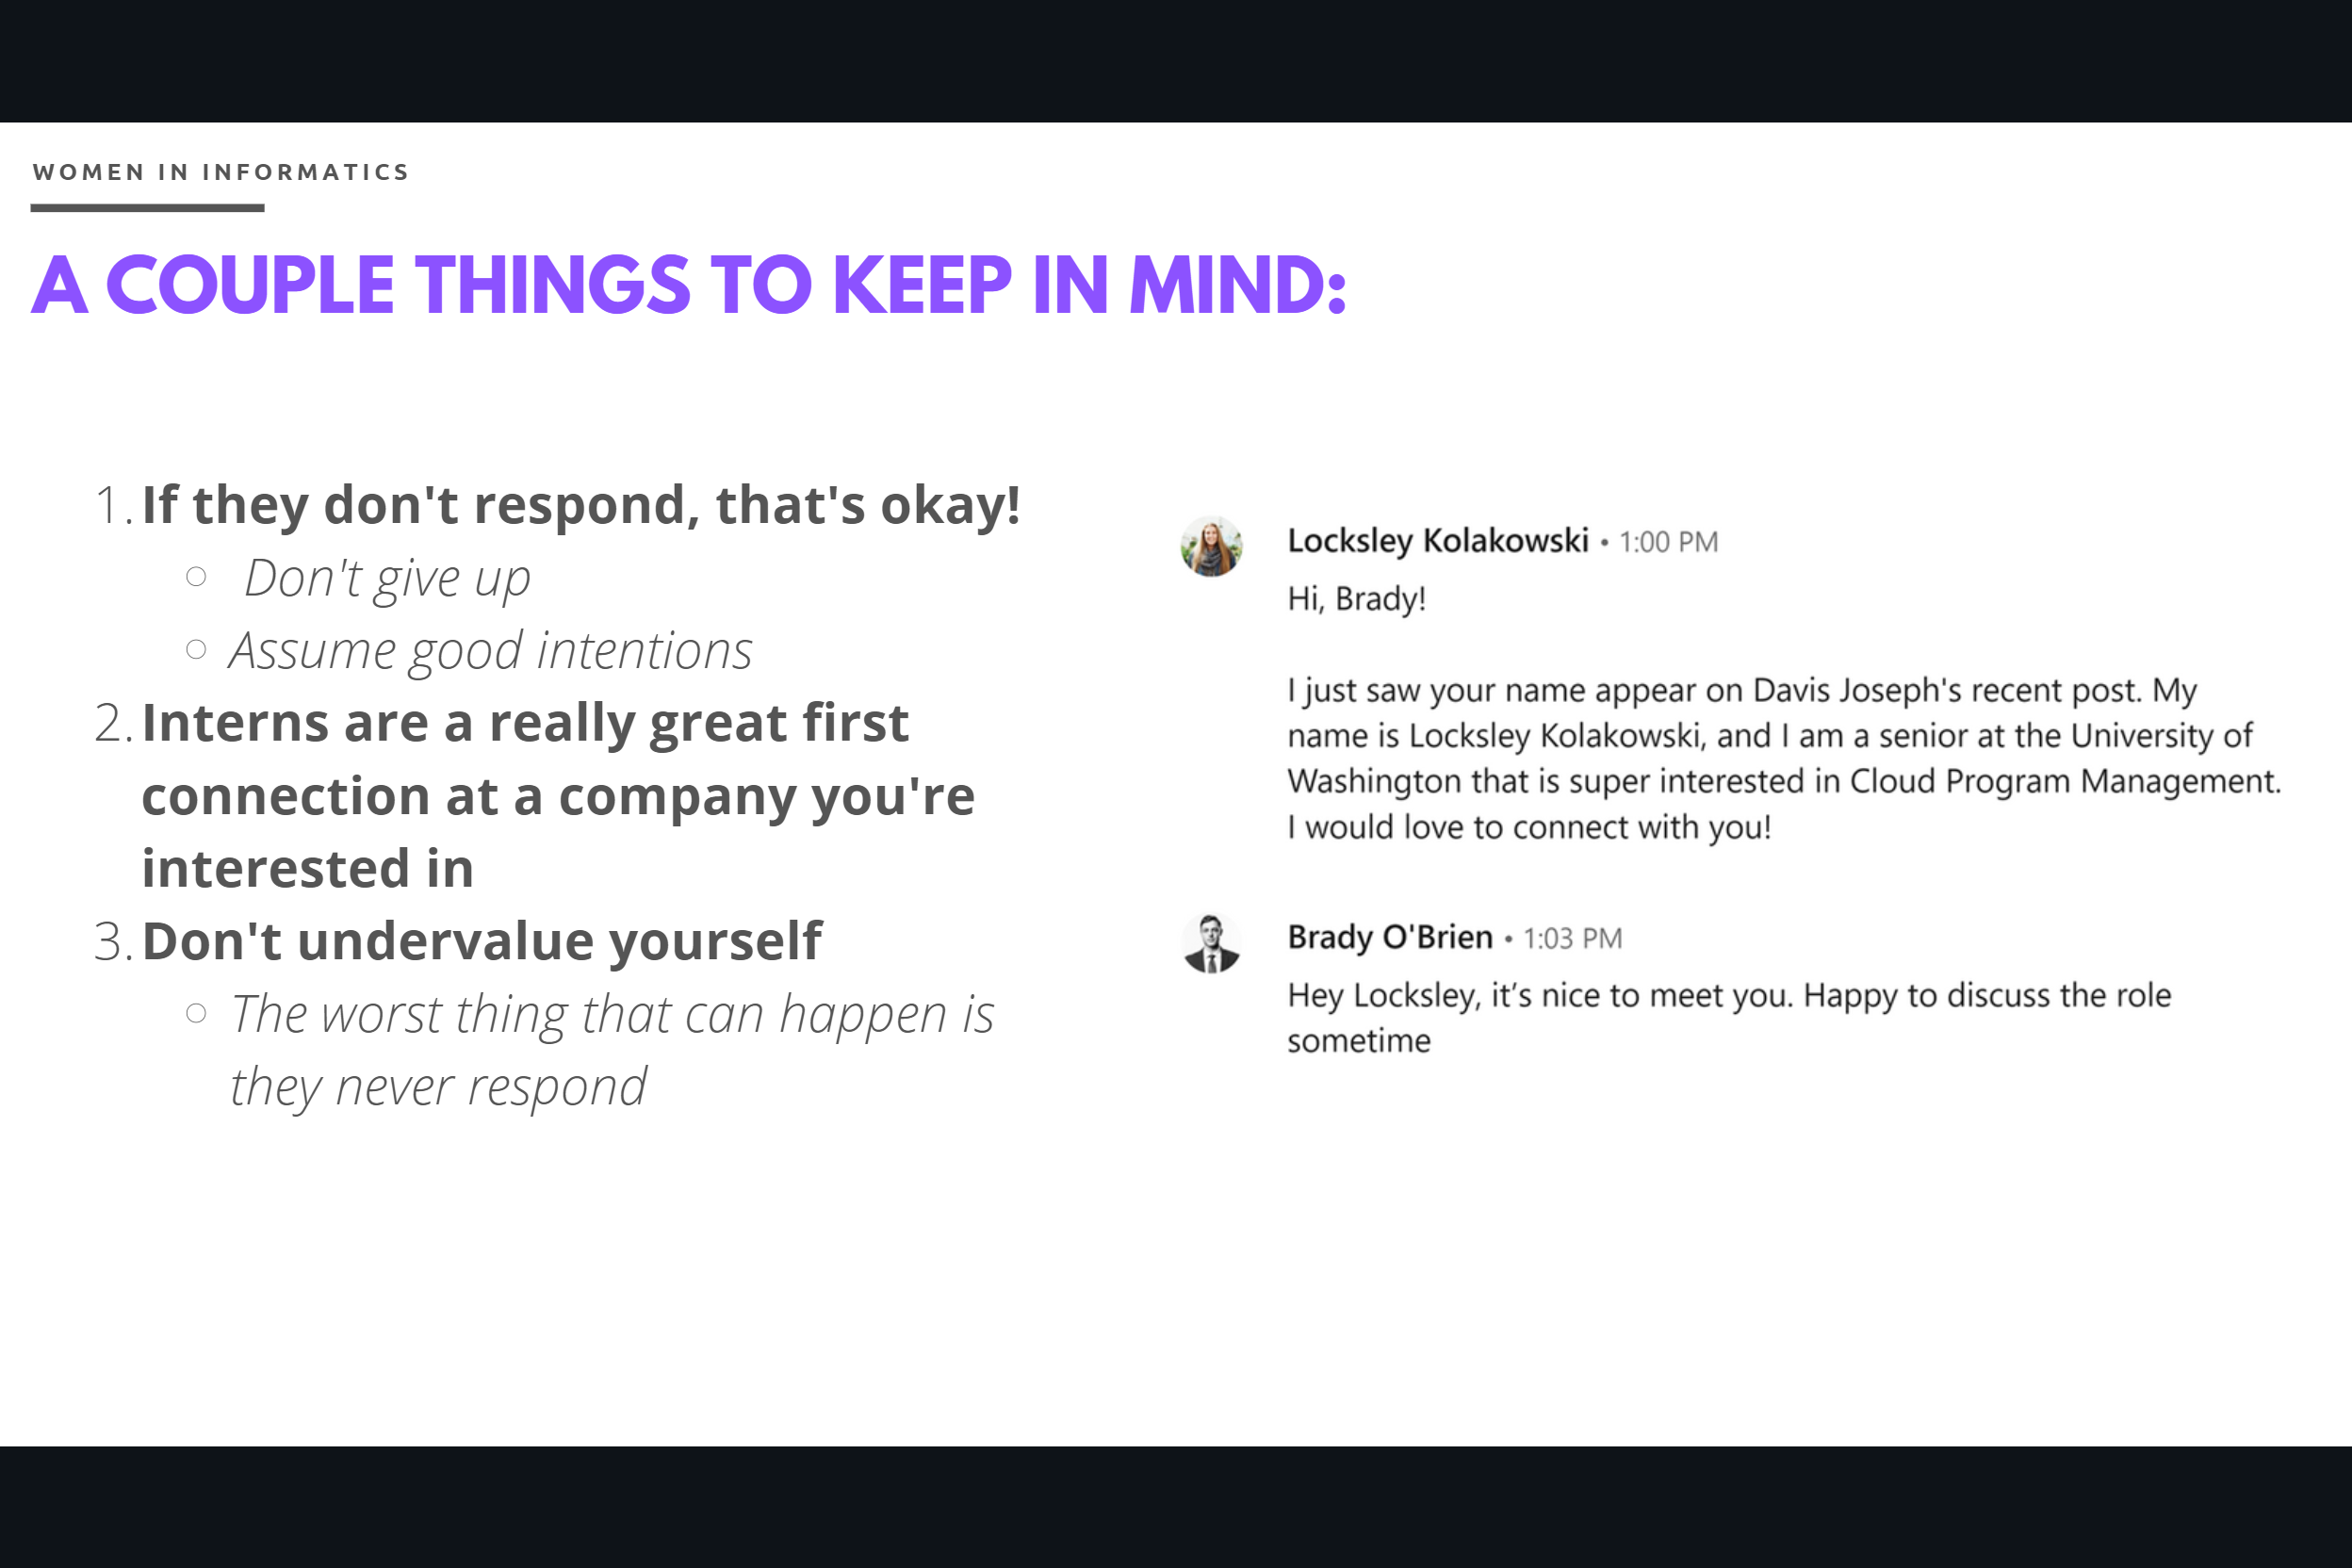 WOMEN IN INFORMATICS
A COUPLE THINGS TO KEEP IN MIND:
1. If they don't respond, that's okay!
○ Don't give up
○ Assume good intentions
2. Interns are a really great first
connection at a company you're
interested in
3. Don't undervalue yourself
○ The worst thing that can happen is
they never respond
Locksley Kolakowski • 1:00 PM
Hi, Brady!
I just saw your name appear on Davis Joseph's recent post. My
name is Locksley Kolakowski, and I am a senior at the University of
Washington that is super interested in Cloud Program Management.
I would love to connect with you!
Brady O'Brien • 1:03 PM
Hey Locksley, it’s nice to meet you. Happy to discuss the role
sometime